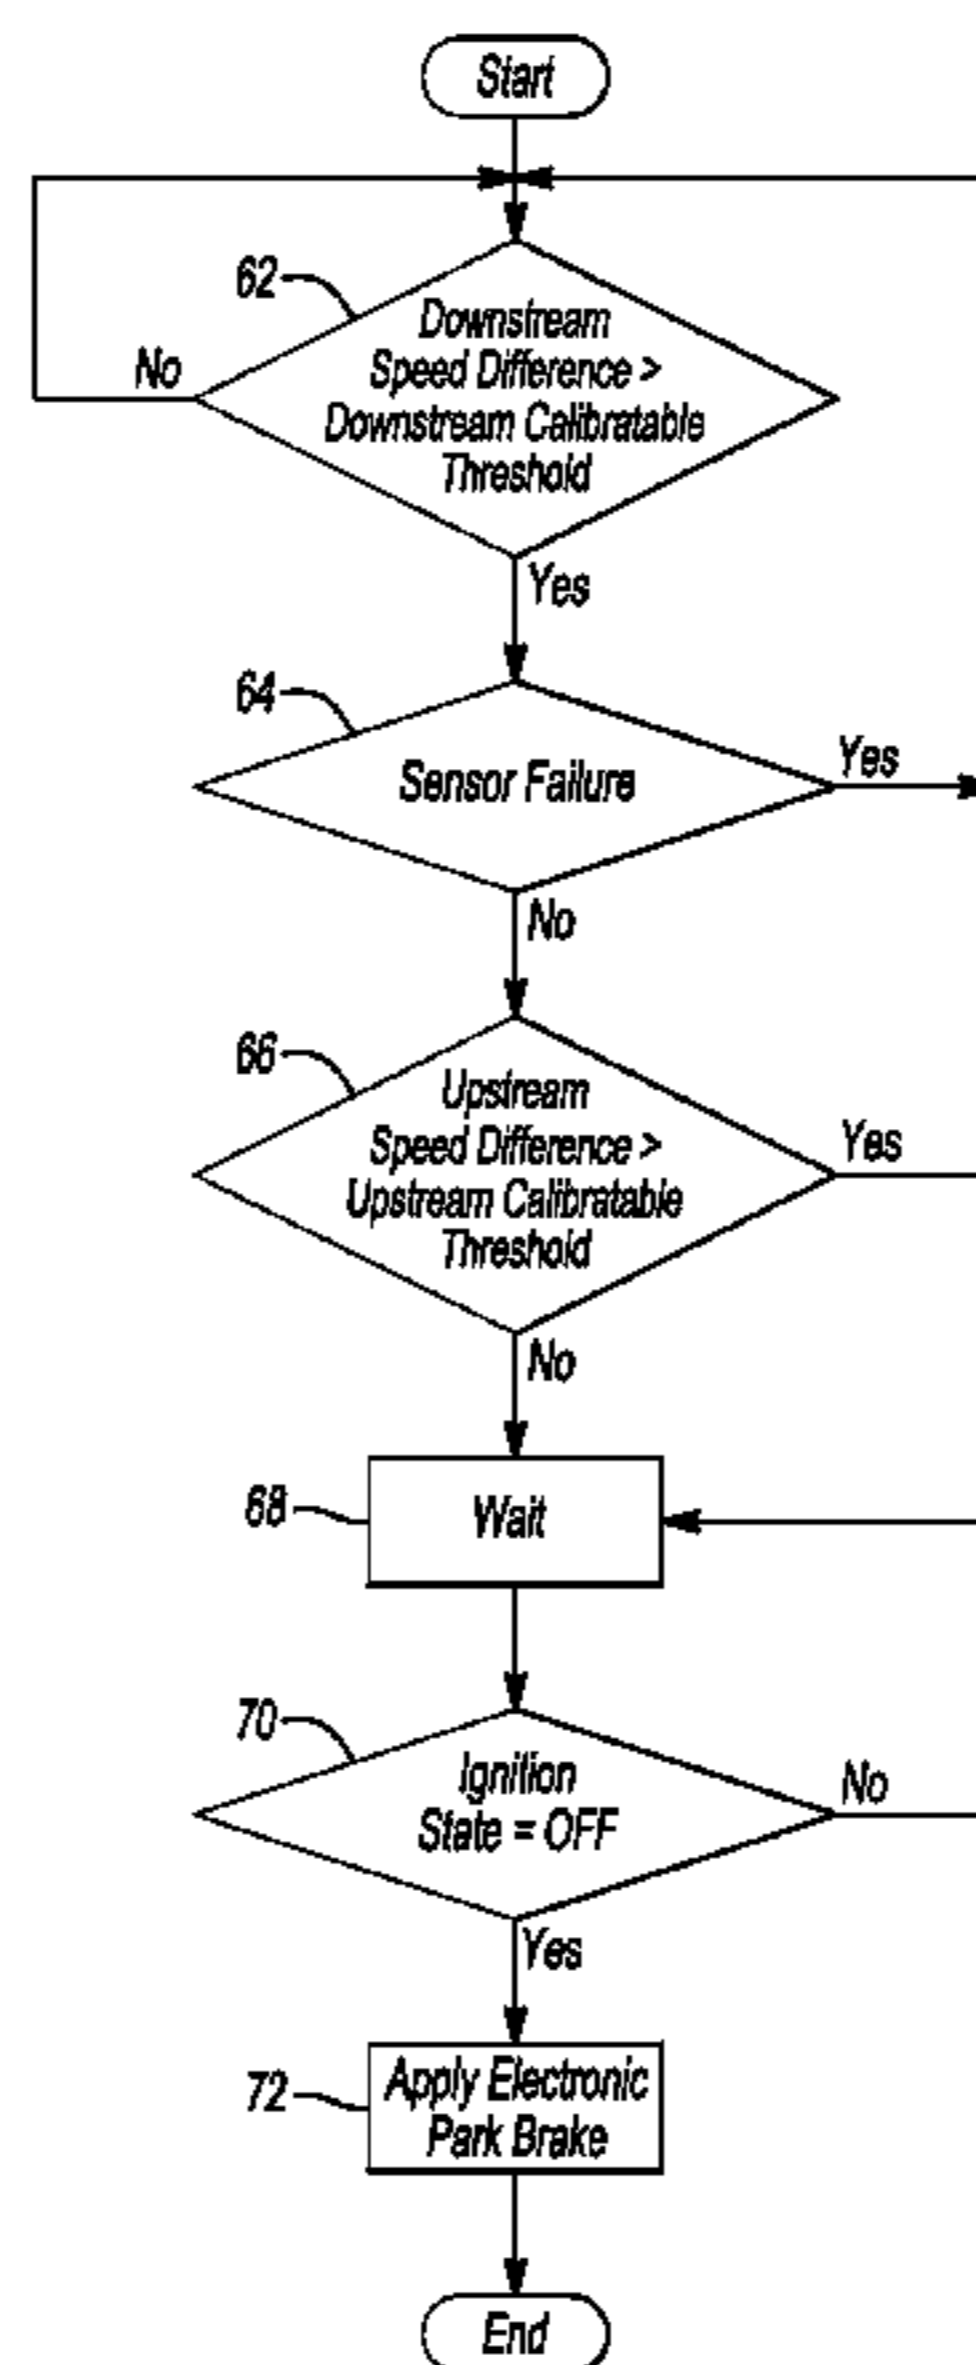 Start
62
No
Downstream
Speed Difference >
Downstream Calibratable
Threshold
Yes
64
Sensor Failure
Yes
No
66
Upstream
Speed Difference >
Upstream Calibratable
Threshold
Yes
No
68
Wait
70
Ignition
State = OFF
No
Yes
72
Apply Electronic
Park Brake
End